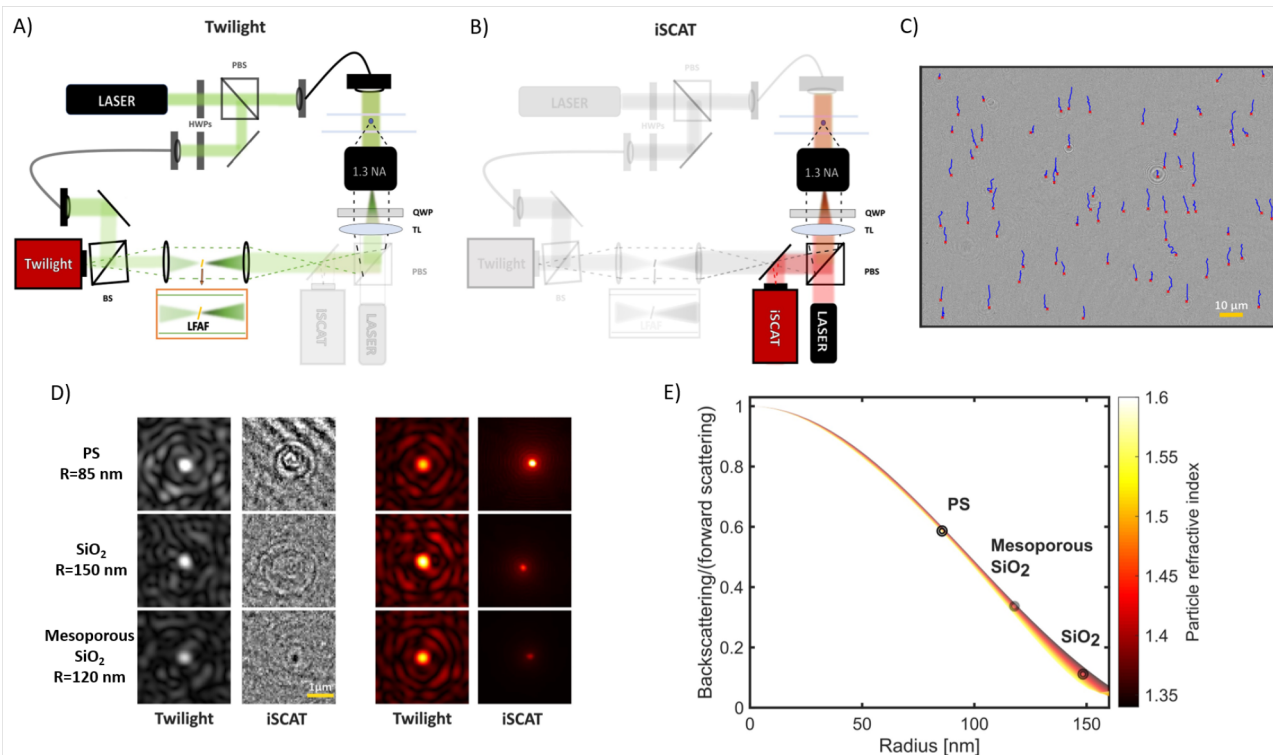 A)
Twilight
PBS
LASER
HWPs
1.3 NA
QWP
TL
Twilight
BS
LFAF
PBS
iSCAT
LASER
B)
iSCAT
PBS
LASER
HWPs
1.3 NA
QWP
TL
Twilight
BS
LFAF
PBS
iSCAT
LASER
C)
10 µm
D)
PS
R=85 nm
SiO₂
R=150 nm
Mesoporous
SiO₂
R=120 nm
1µm
Twilight
iSCAT
Twilight
iSCAT
E)
Backscattering/(forward scattering)
1
0.8
0.6
0.4
0.2
0
0
50
100
150
Radius [nm]
PS
Mesoporous
SiO₂
SiO₂
1.6
1.55
1.5
1.45
1.4
1.35
Particle refractive index